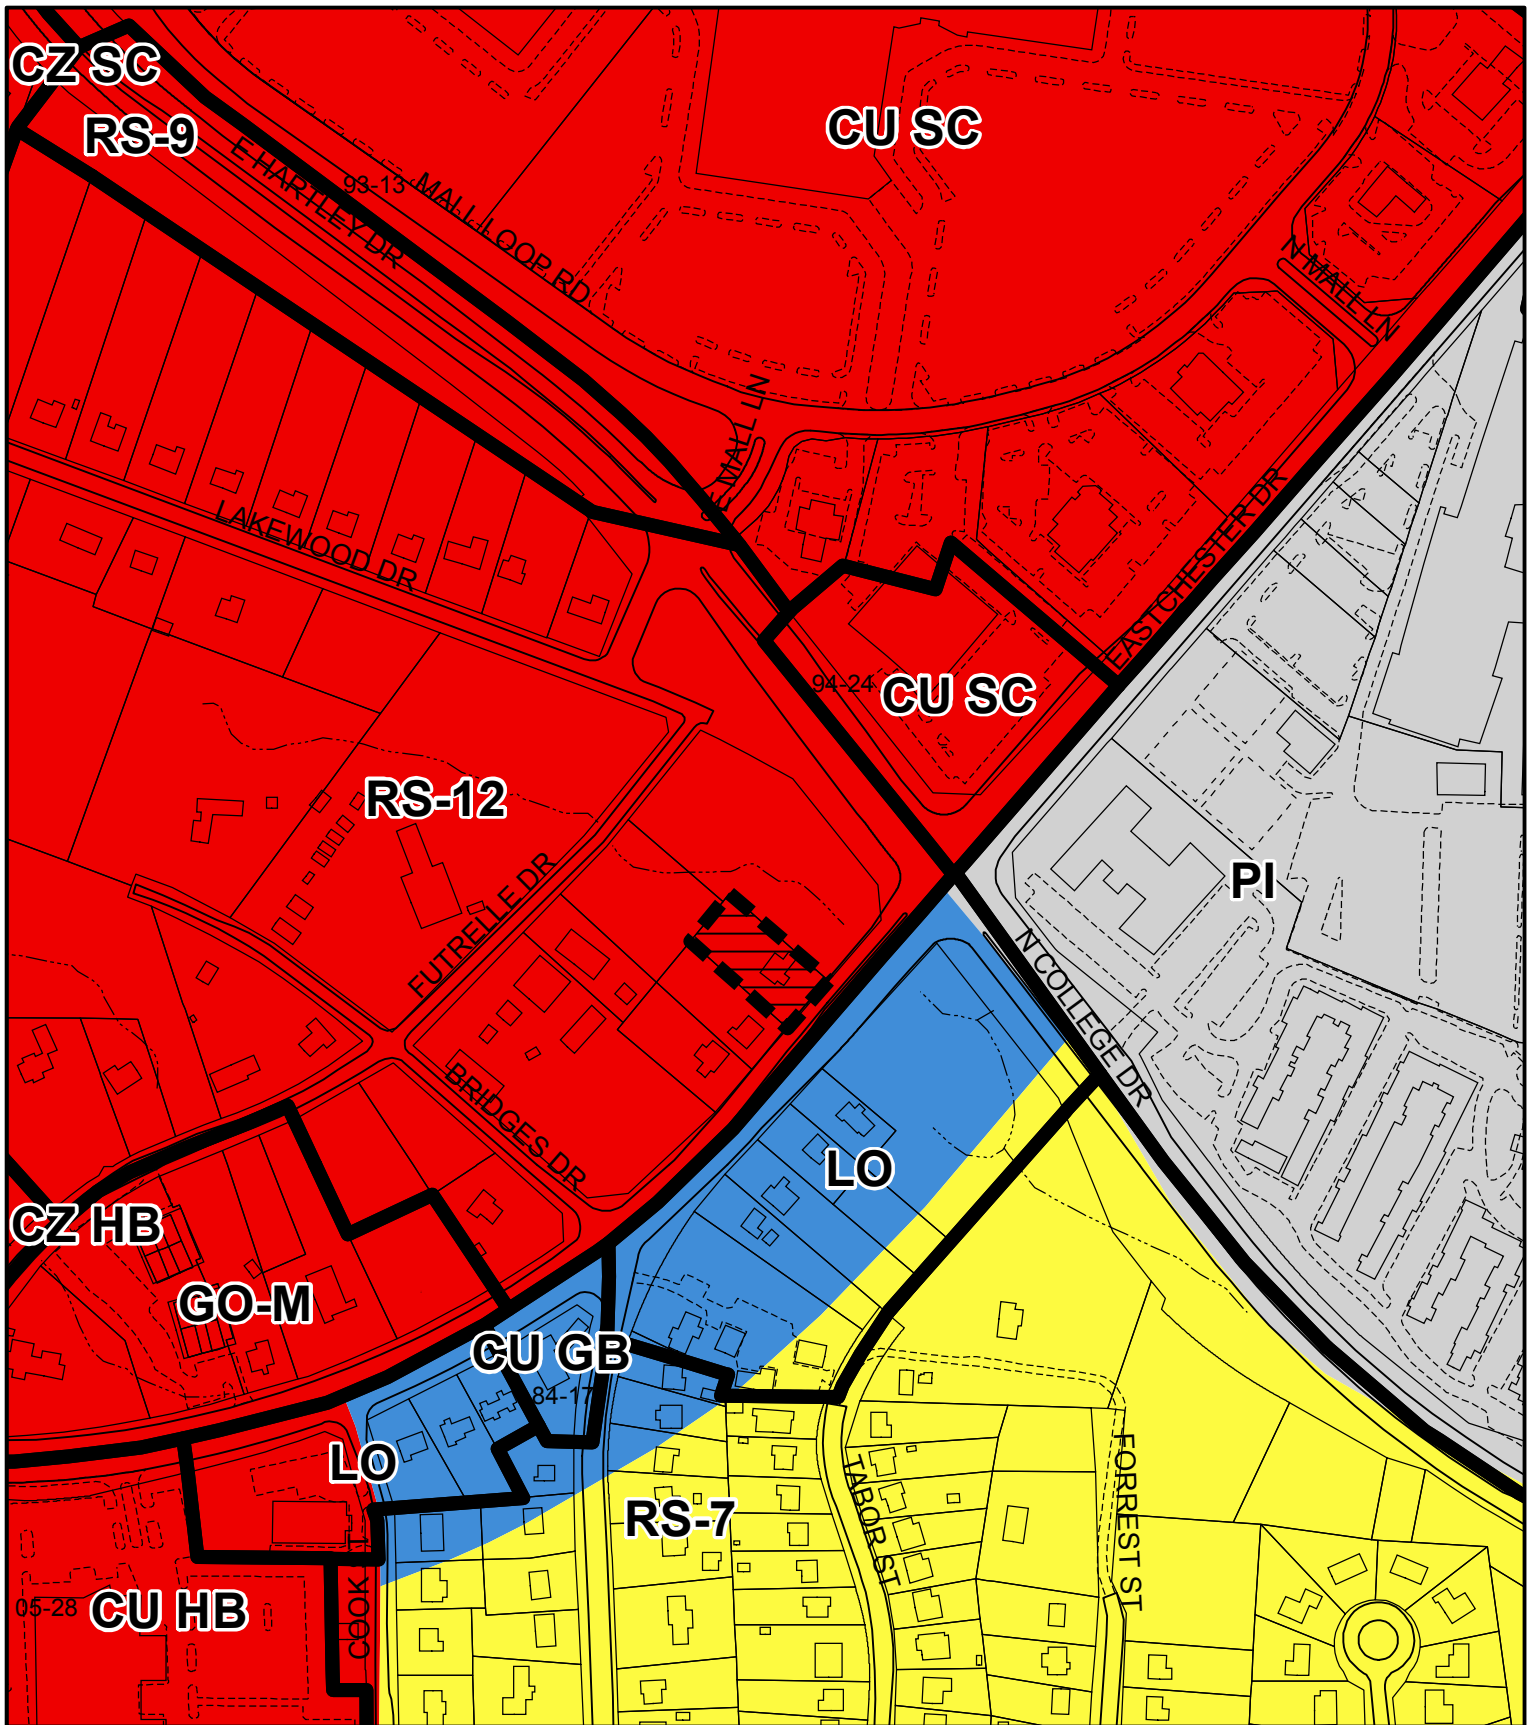 CZ SC
RS-9
CU SC
E HARTLEY DR
93-13
MALL LOOP RD
N MALL LN
E MALL LN
LAKEWOOD DR
EASTCHESTER DR
94-24
CU SC
RS-12
PI
FUTRELLE DR
N COLLEGE DR
BRIDGES DR
LO
CZ HB
GO-M
CU GB
84-17
LO
RS-7
TABOR ST
FORREST ST
COOK ST
05-28
CU HB